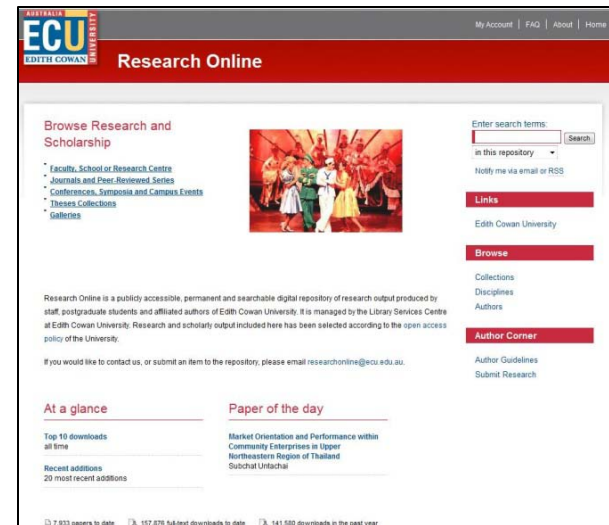 AUSTRALIA
ECU
EDITH COWAN
UNIVERSITY
My Account | FAQ | About | Home
Research Online
Browse Research and
Scholarship
Faculty, School or Research Centre
Journals and Peer-Reviewed Series
Conferences, Symposia and Campus Events
Theses Collections
Galleries
Enter search terms:
Search
in this repository
Notify me via email or RSS
Links
Edith Cowan University
Browse
Collections
Disciplines
Authors
Author Corner
Author Guidelines
Submit Research
Research Online is a publicly accessible, permanent and searchable digital repository of research output produced by
staff, postgraduate students and affiliated authors of Edith Cowan University. It is managed by the Library Services Centre
at Edith Cowan University. Research and scholarly output included here has been selected according to the open access
policy of the University.
If you would like to contact us, or submit an item to the repository, please email researchonline@ecu.edu.au.
At a glance
Top 10 downloads
all time
Recent additions
20 most recent additions
Paper of the day
Market Orientation and Performance within
Community Enterprises in Upper
Northeastern Region of Thailand
Subchat Untachai
7,933 papers to date 157,876 full-text downloads to date 141,580 downloads in the past year